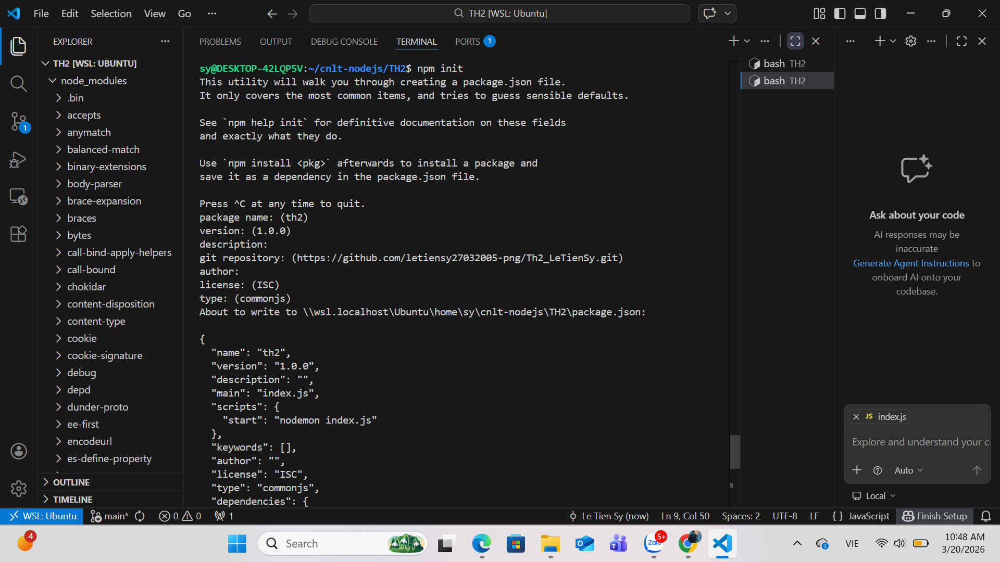 File Edit Selection View Go ···
TH2 [WSL: Ubuntu]
EXPLORER
TH2 [WSL: UBUNTU]
node_modules
.bin
accepts
anymatch
balanced-match
binary-extensions
body-parser
brace-expansion
braces
bytes
call-bind-apply-helpers
call-bound
chokidar
content-disposition
content-type
cookie
cookie-signature
debug
depd
dunder-proto
ee-first
encodeurl
es-define-property
OUTLINE
TIMELINE
1
PROBLEMS OUTPUT DEBUG CONSOLE TERMINAL PORTS 1
sy@DESKTOP-42LQP5V:~/cnlt-nodejs/TH2$ npm init
This utility will walk you through creating a package.json file.
It only covers the most common items, and tries to guess sensible defaults.
See `npm help init` for definitive documentation on these fields
and exactly what they do.
Use `npm install <pkg>` afterwards to install a package and
save it as a dependency in the package.json file.
Press ^C at any time to quit.
package name: (th2)
version: (1.0.0)
description:
git repository: (https://github.com/letiensy27032005-png/Th2_LeTienSy.git)
author:
license: (ISC)
type: (commonjs)
About to write to \\wsl.localhost\Ubuntu\home\sy\cnlt-nodejs\TH2\package.json:
{
"name": "th2",
"version": "1.0.0",
"description": "",
"main": "index.js",
"scripts": {
"start": "nodemon index.js"
},
"keywords": [],
"author": "",
"license": "ISC",
"type": "commonjs",
"dependencies": {
bash TH2
bash TH2
Ask about your code
AI responses may be
inaccurate
Generate Agent Instructions to
onboard AI onto your
codebase.
JS index.js
Explore and understand your c
Auto
Local
WSL: Ubuntu main* 0 0 1
Le Tien Sy (now) Ln 9, Col 50 Spaces: 2 UTF-8 LF { } JavaScript Finish Setup
4
Search
Zalo
5+
VIE
10:48 AM
3/20/2026